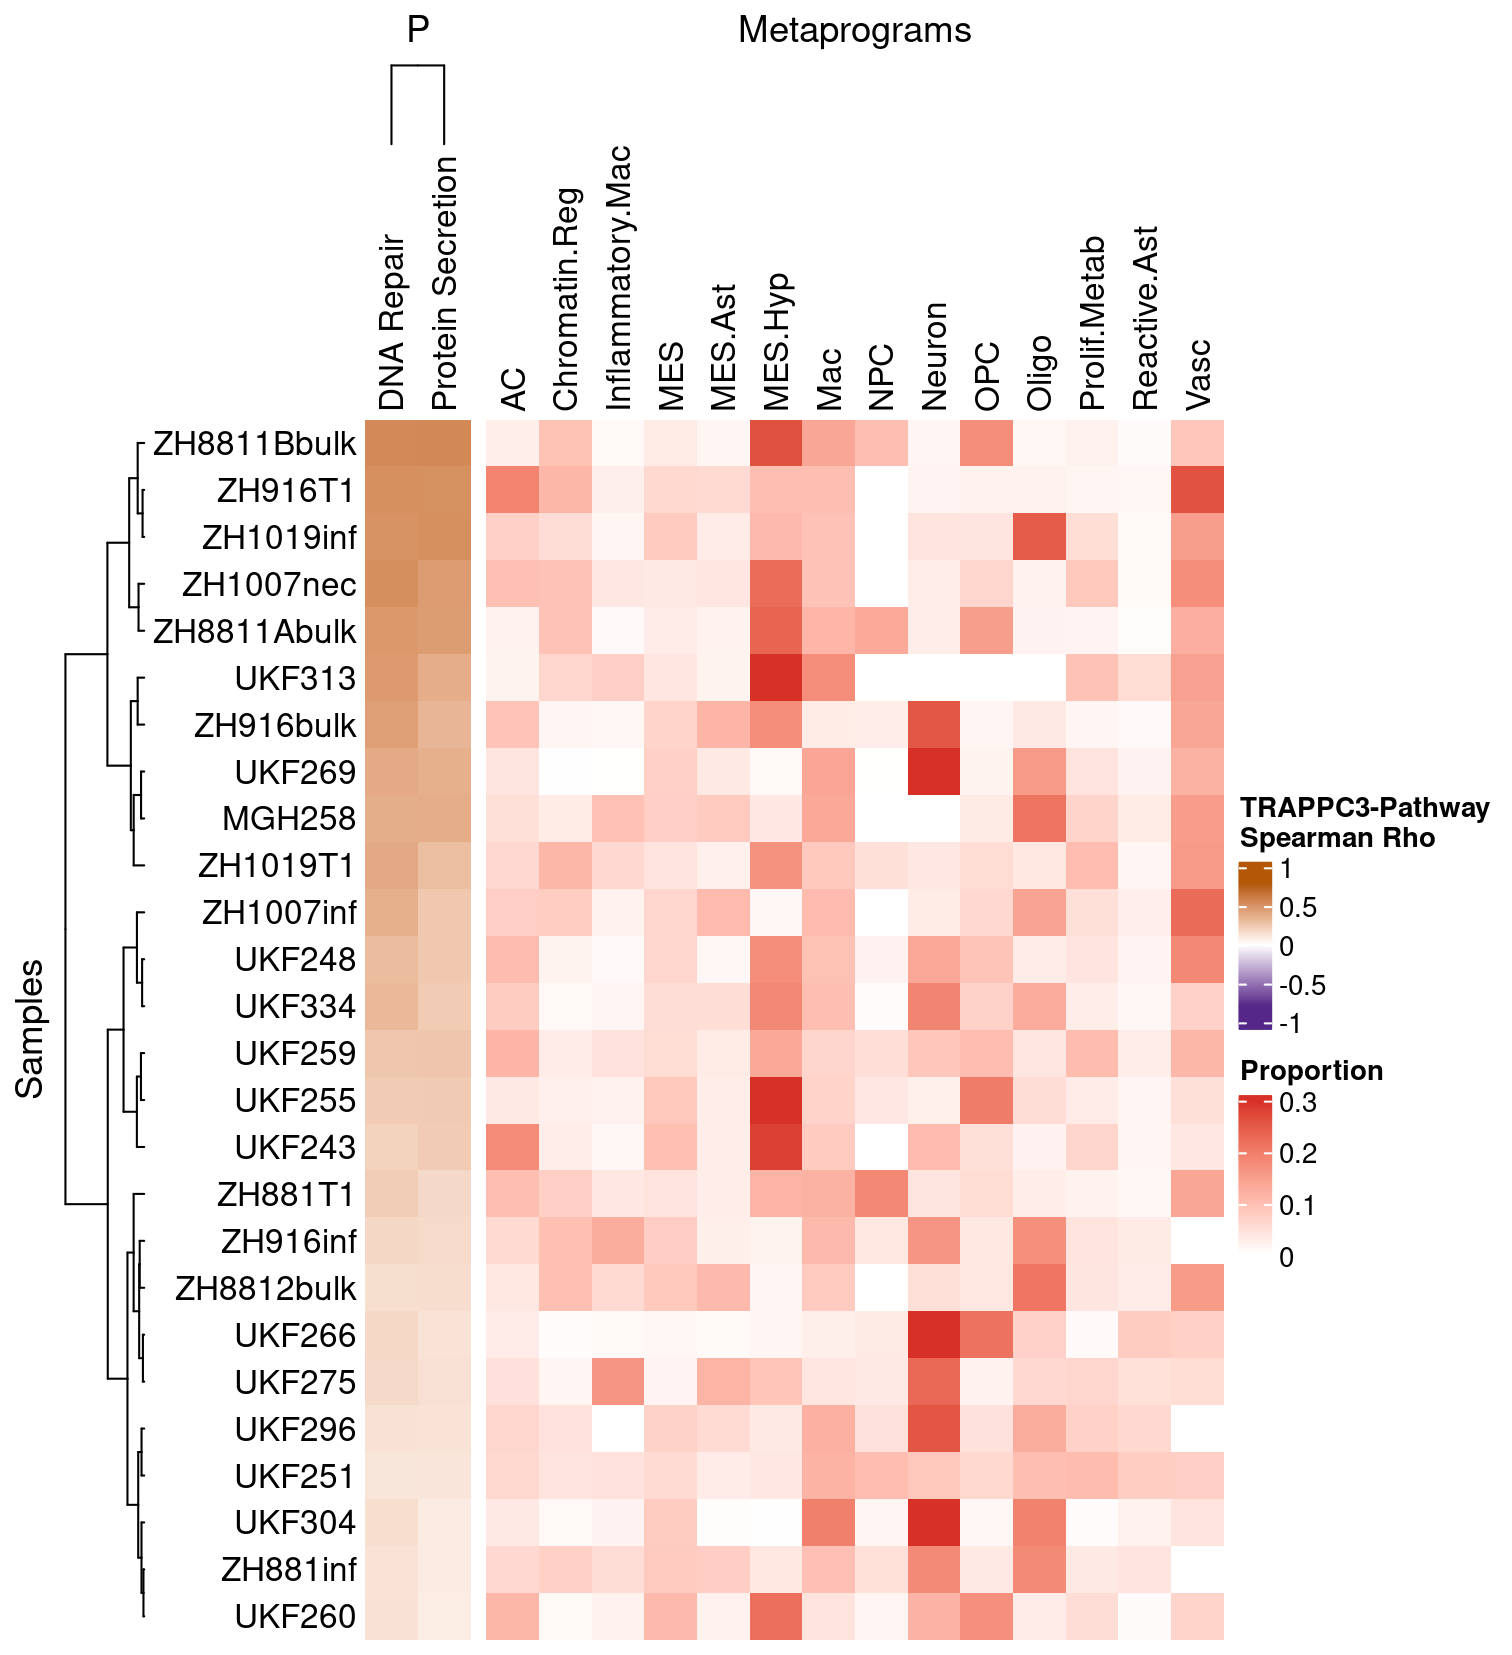 P
Metaprograms
DNA Repair
Protein Secretion
AC
Chromatin.Reg
Inflammatory.Mac
MES
MES.Ast
MES.Hyp
Mac
NPC
Neuron
OPC
Oligo
Prolif.Metab
Reactive.Ast
Vasc
Samples
ZH8811Bbulk
ZH916T1
ZH1019inf
ZH1007nec
ZH8811Abulk
UKF313
ZH916bulk
UKF269
MGH258
ZH1019T1
ZH1007inf
UKF248
UKF334
UKF259
UKF255
UKF243
ZH881T1
ZH916inf
ZH8812bulk
UKF266
UKF275
UKF296
UKF251
UKF304
ZH881inf
UKF260
TRAPPC3-Pathway
Spearman Rho
1
0.5
0
-0.5
-1
Proportion
0.3
0.2
0.1
0